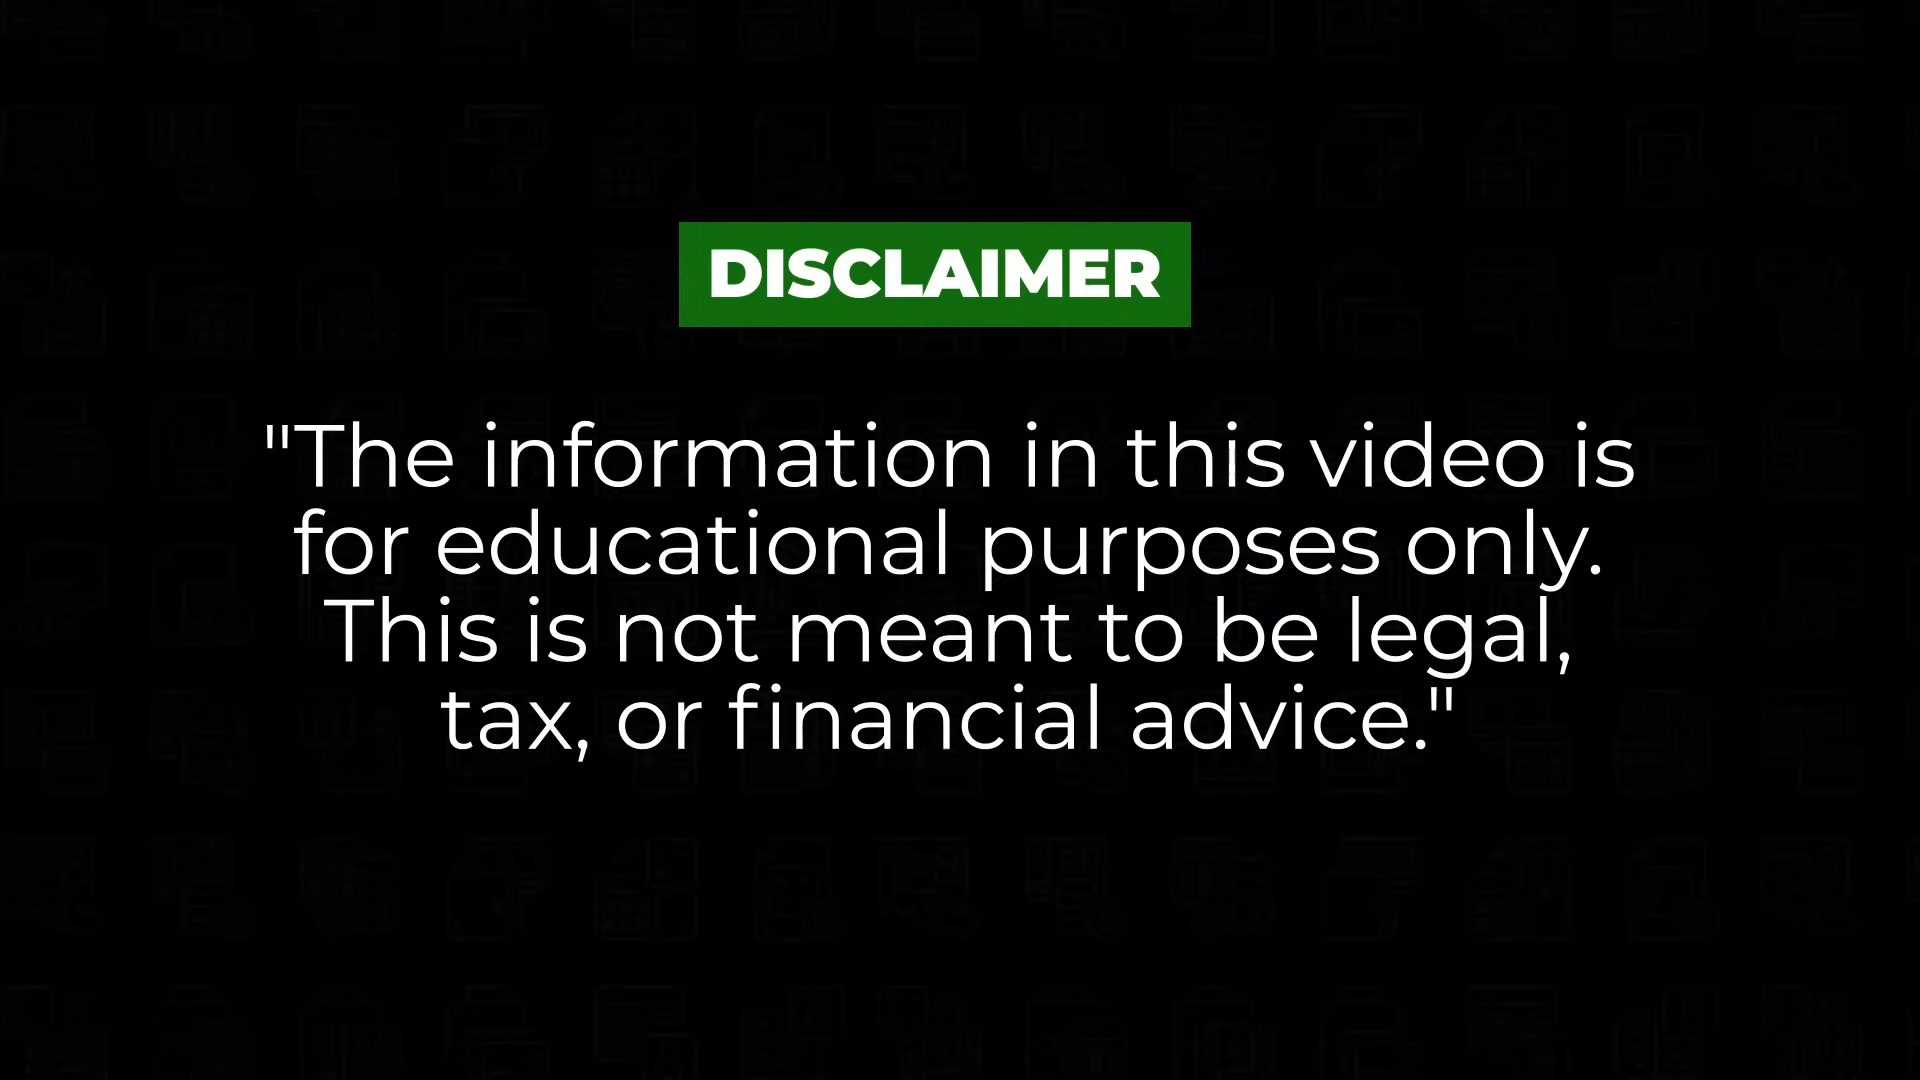 DISCLAIMER
"The information in this video is
for educational purposes only.
This is not meant to be legal,
tax, or financial advice."